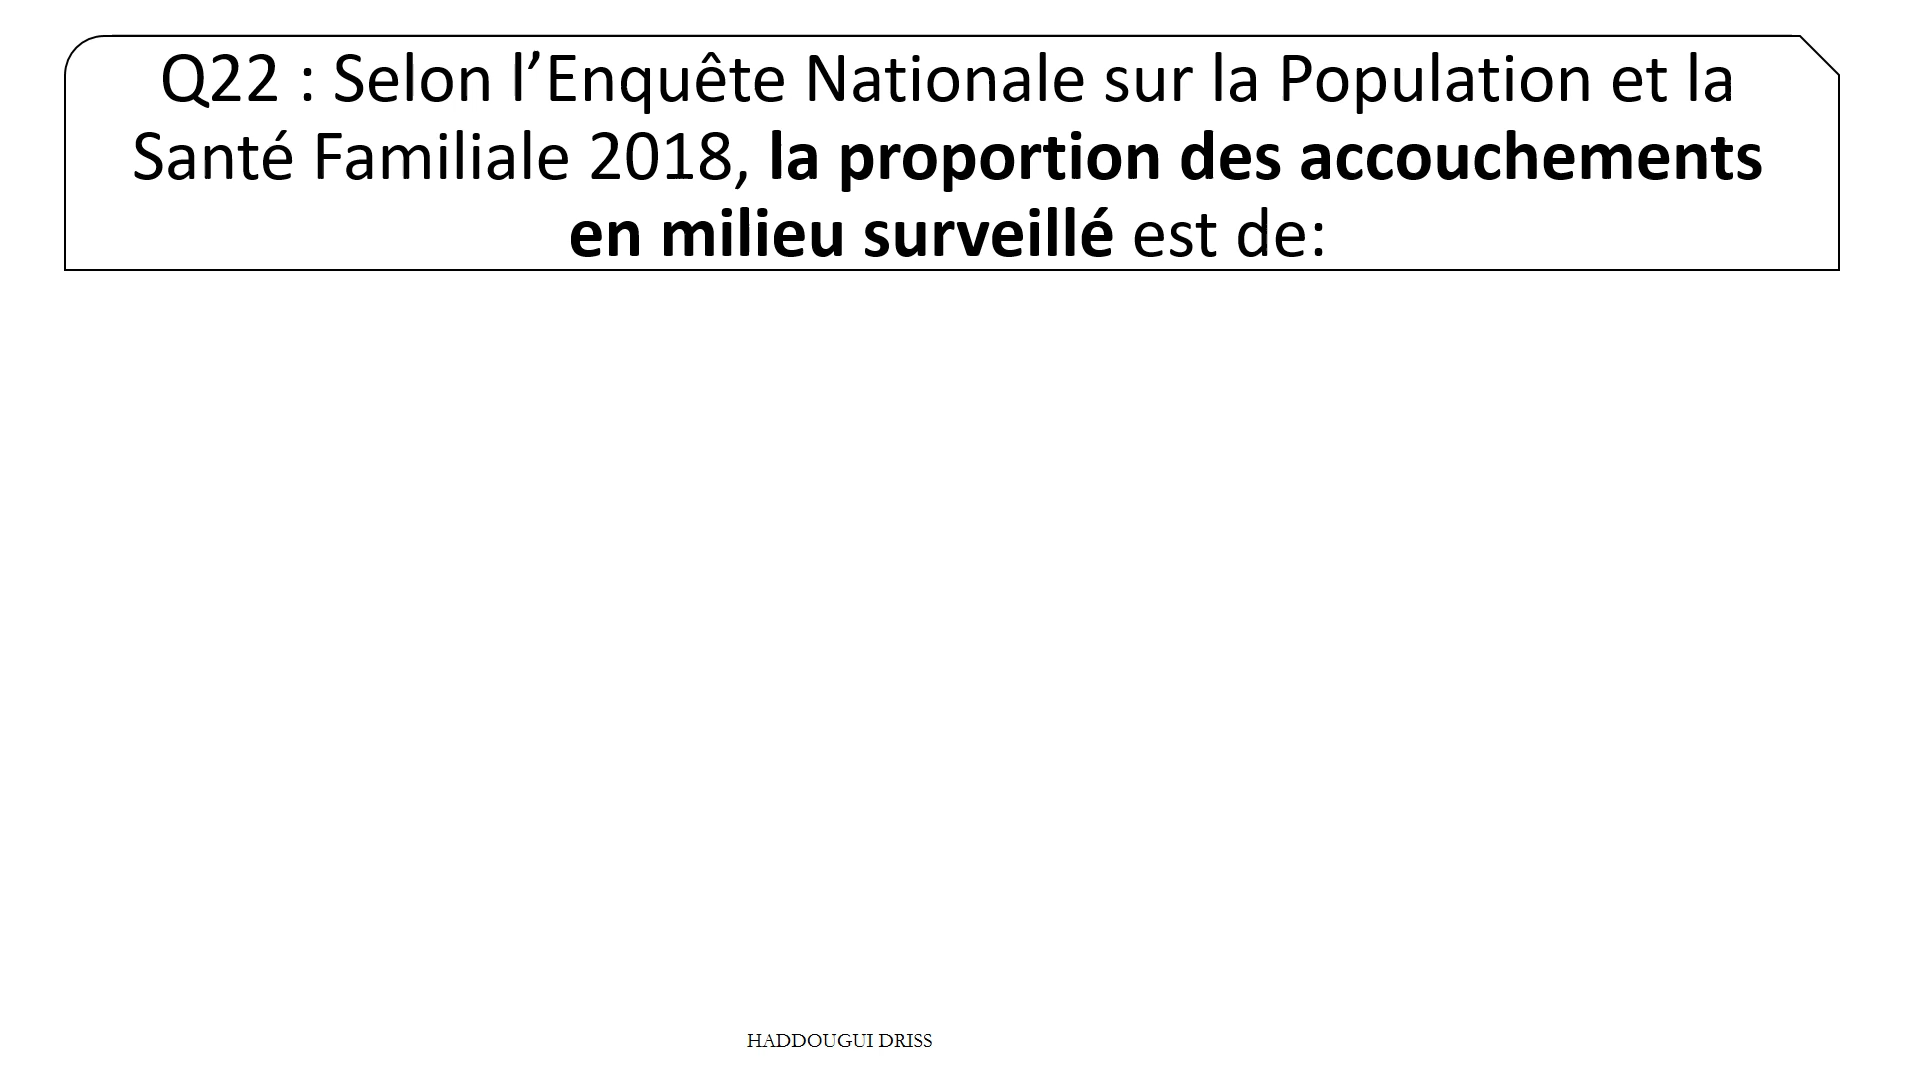 Q22 : Selon l’Enquête Nationale sur la Population et la
Santé Familiale 2018, la proportion des accouchements
en milieu surveillé est de:
HADDOUGUI DRISS